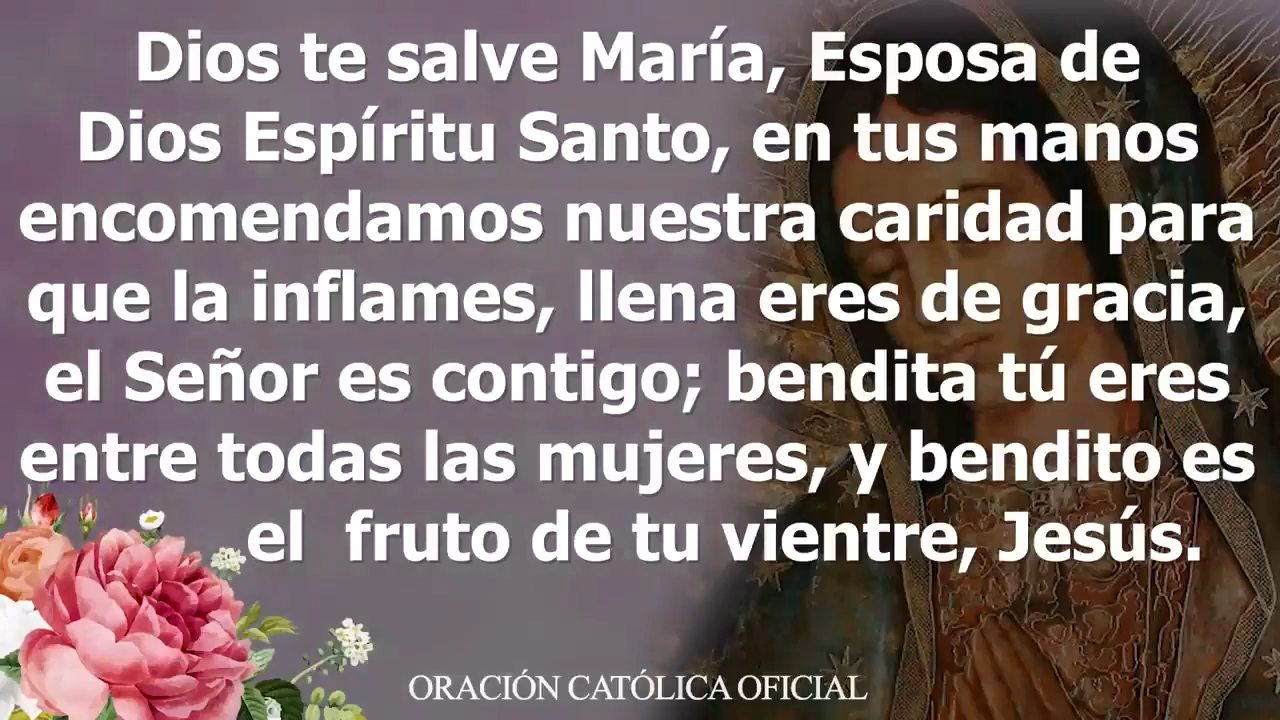 Dios te salve María, Esposa de
Dios Espíritu Santo, en tus manos
encomendamos nuestra caridad para
que la inflames, llena eres de gracia,
el Señor es contigo; bendita tú eres
entre todas las mujeres, y bendito es
el fruto de tu vientre, Jesús.
ORACIÓN CATÓLICA OFICIAL